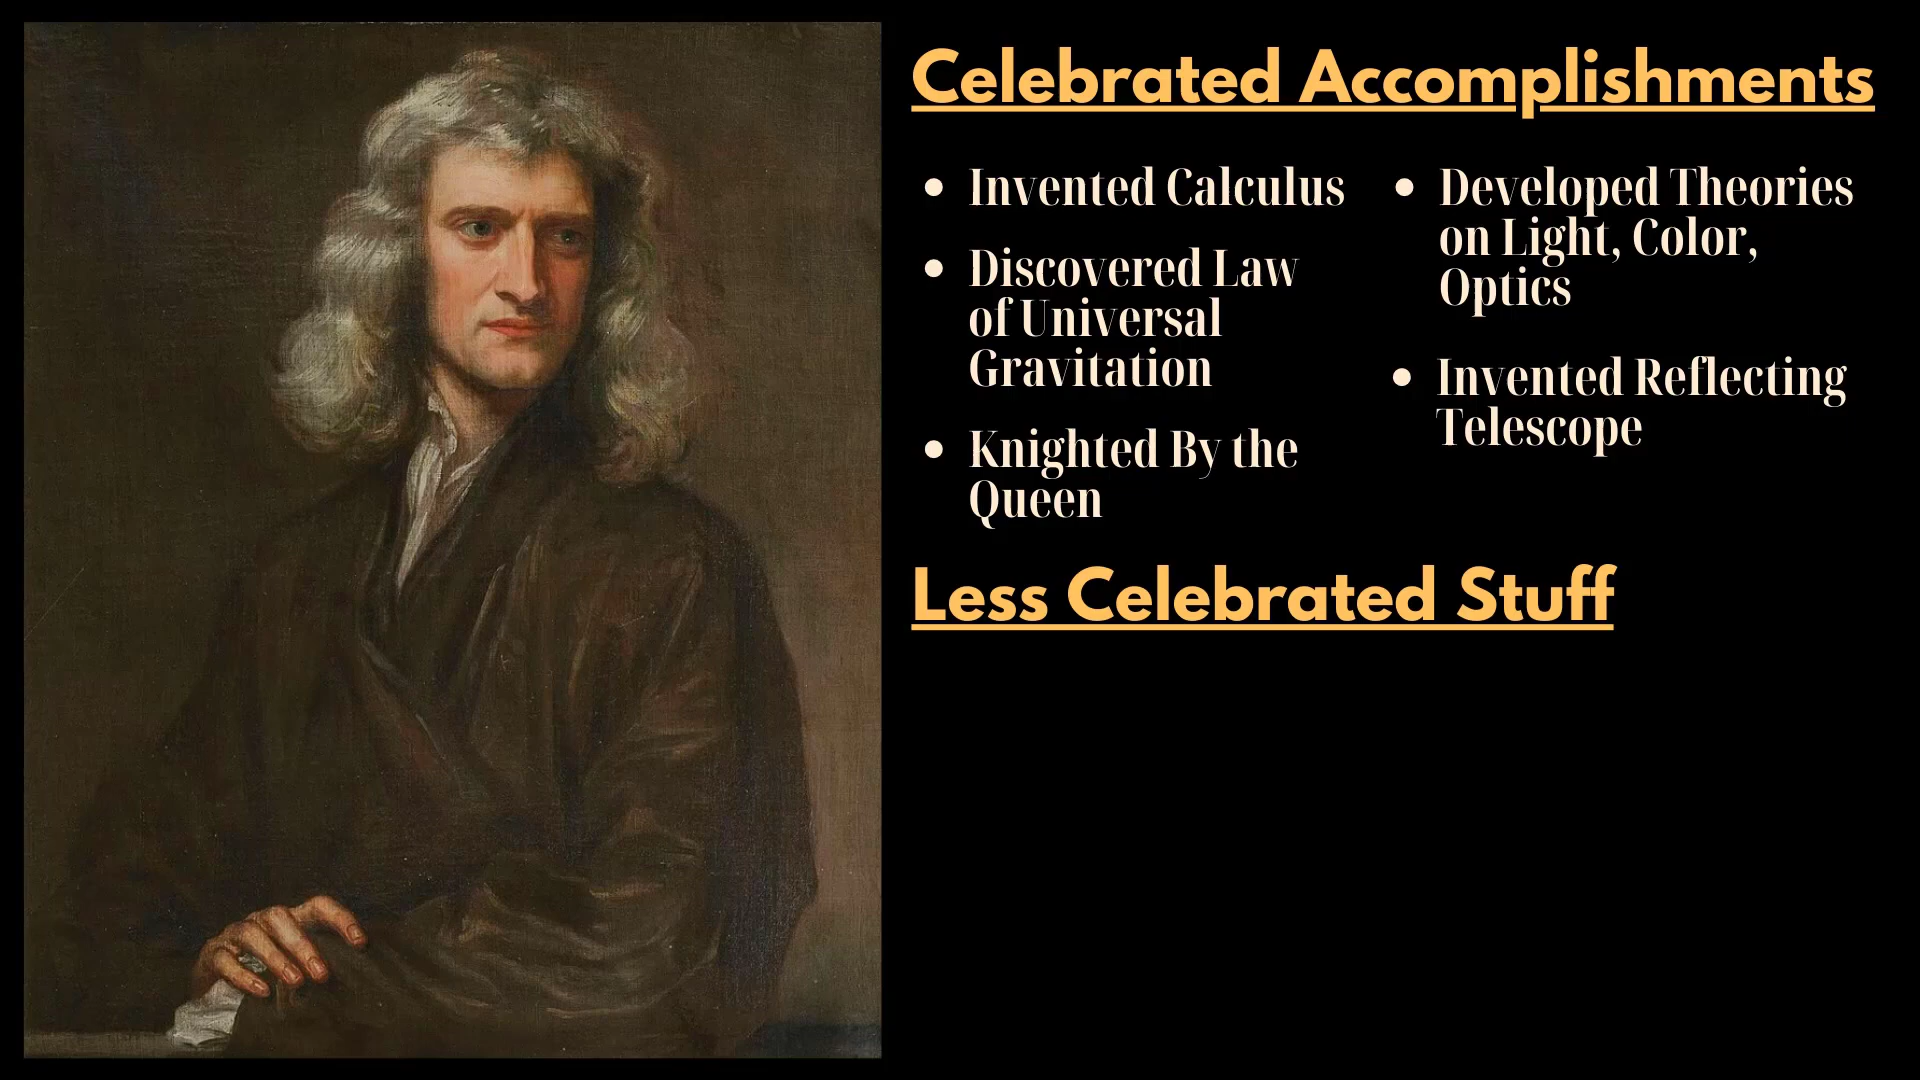 Celebrated Accomplishments
• Invented Calculus
• Discovered Law
of Universal
Gravitation
• Knighted By the
Queen
• Developed Theories
on Light, Color,
Optics
• Invented Reflecting
Telescope
Less Celebrated Stuff